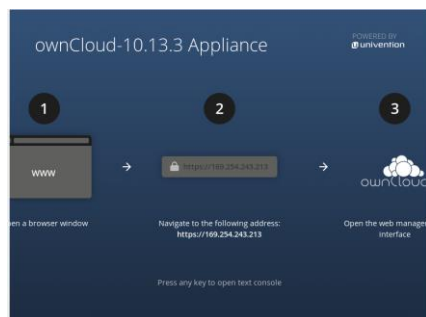 ownCloud-10.13.3 Appliance
POWERED BY
univention
1
2
3
www
https://169.254.243.213
ownCloud
en a browser window
Navigate to the following address:
https://169.254.243.213
Open the web manage
interface
Press any key to open text console